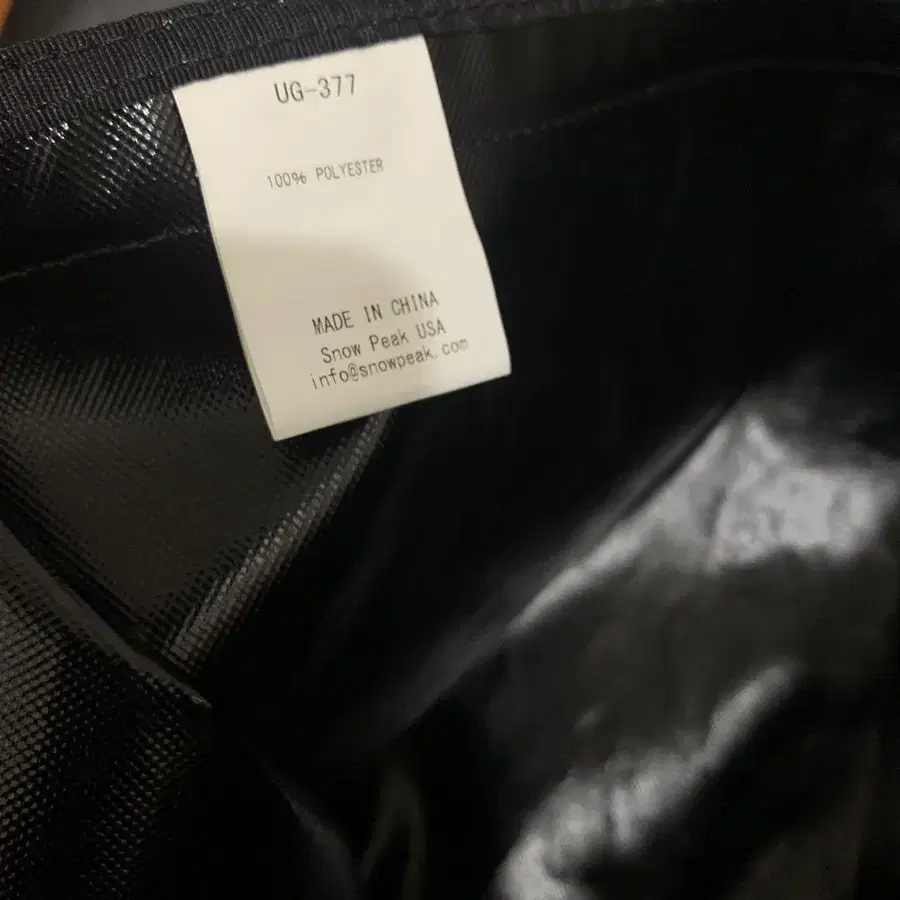 UG-377
100% POLYESTER
MADE IN CHINA
Snow Peak USA
info@snowpeak.com